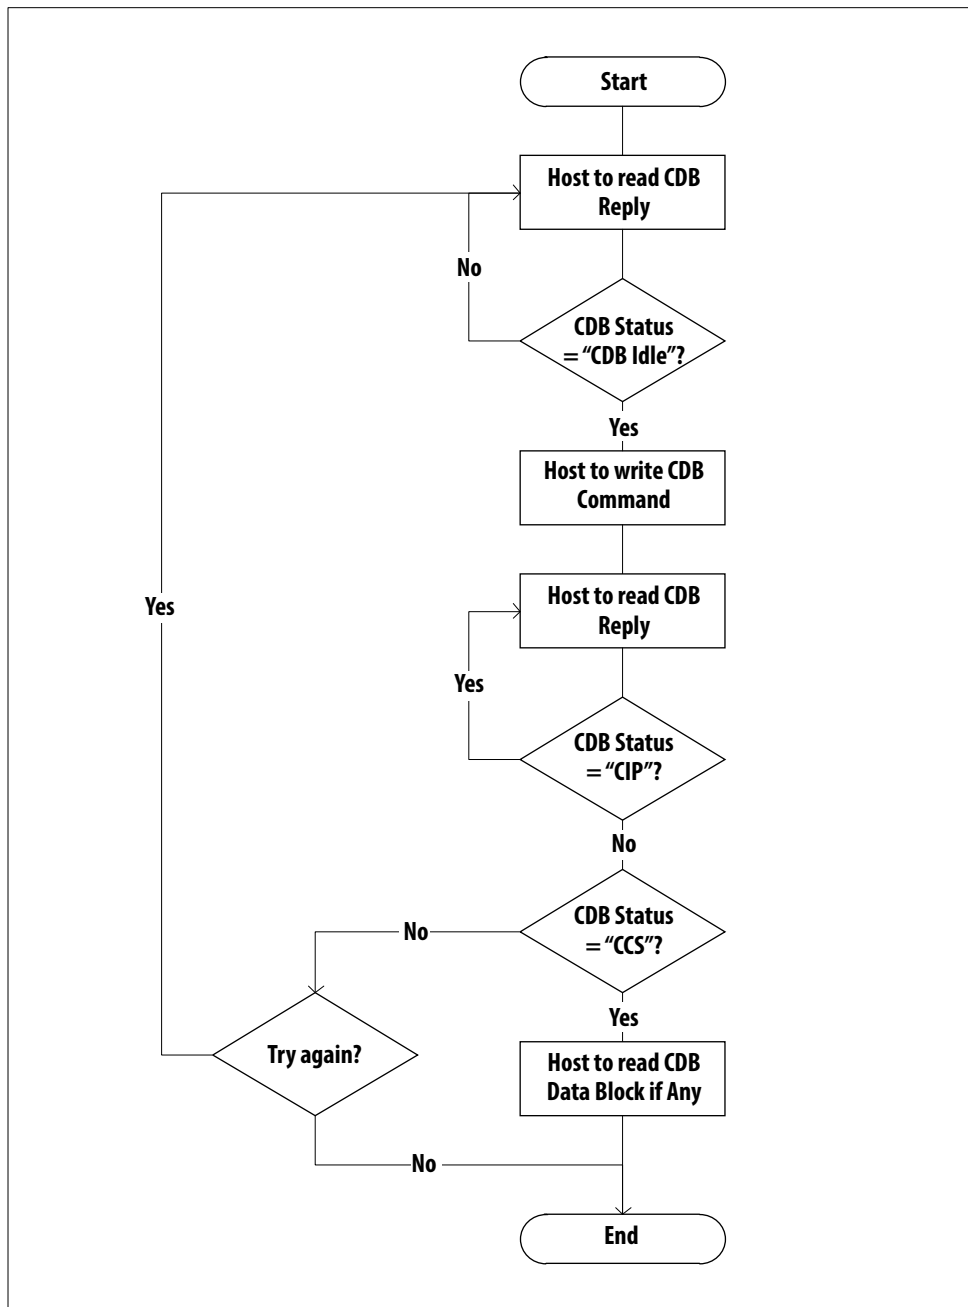 Start
Host to read CDB
Reply
No
CDB Status
= “CDB Idle”?
Yes
Host to write CDB
Command
Host to read CDB
Reply
Yes
Yes
CDB Status
= “CIP”?
No
CDB Status
= “CCS”?
No
Yes
Try again?
Host to read CDB
Data Block if Any
No
End